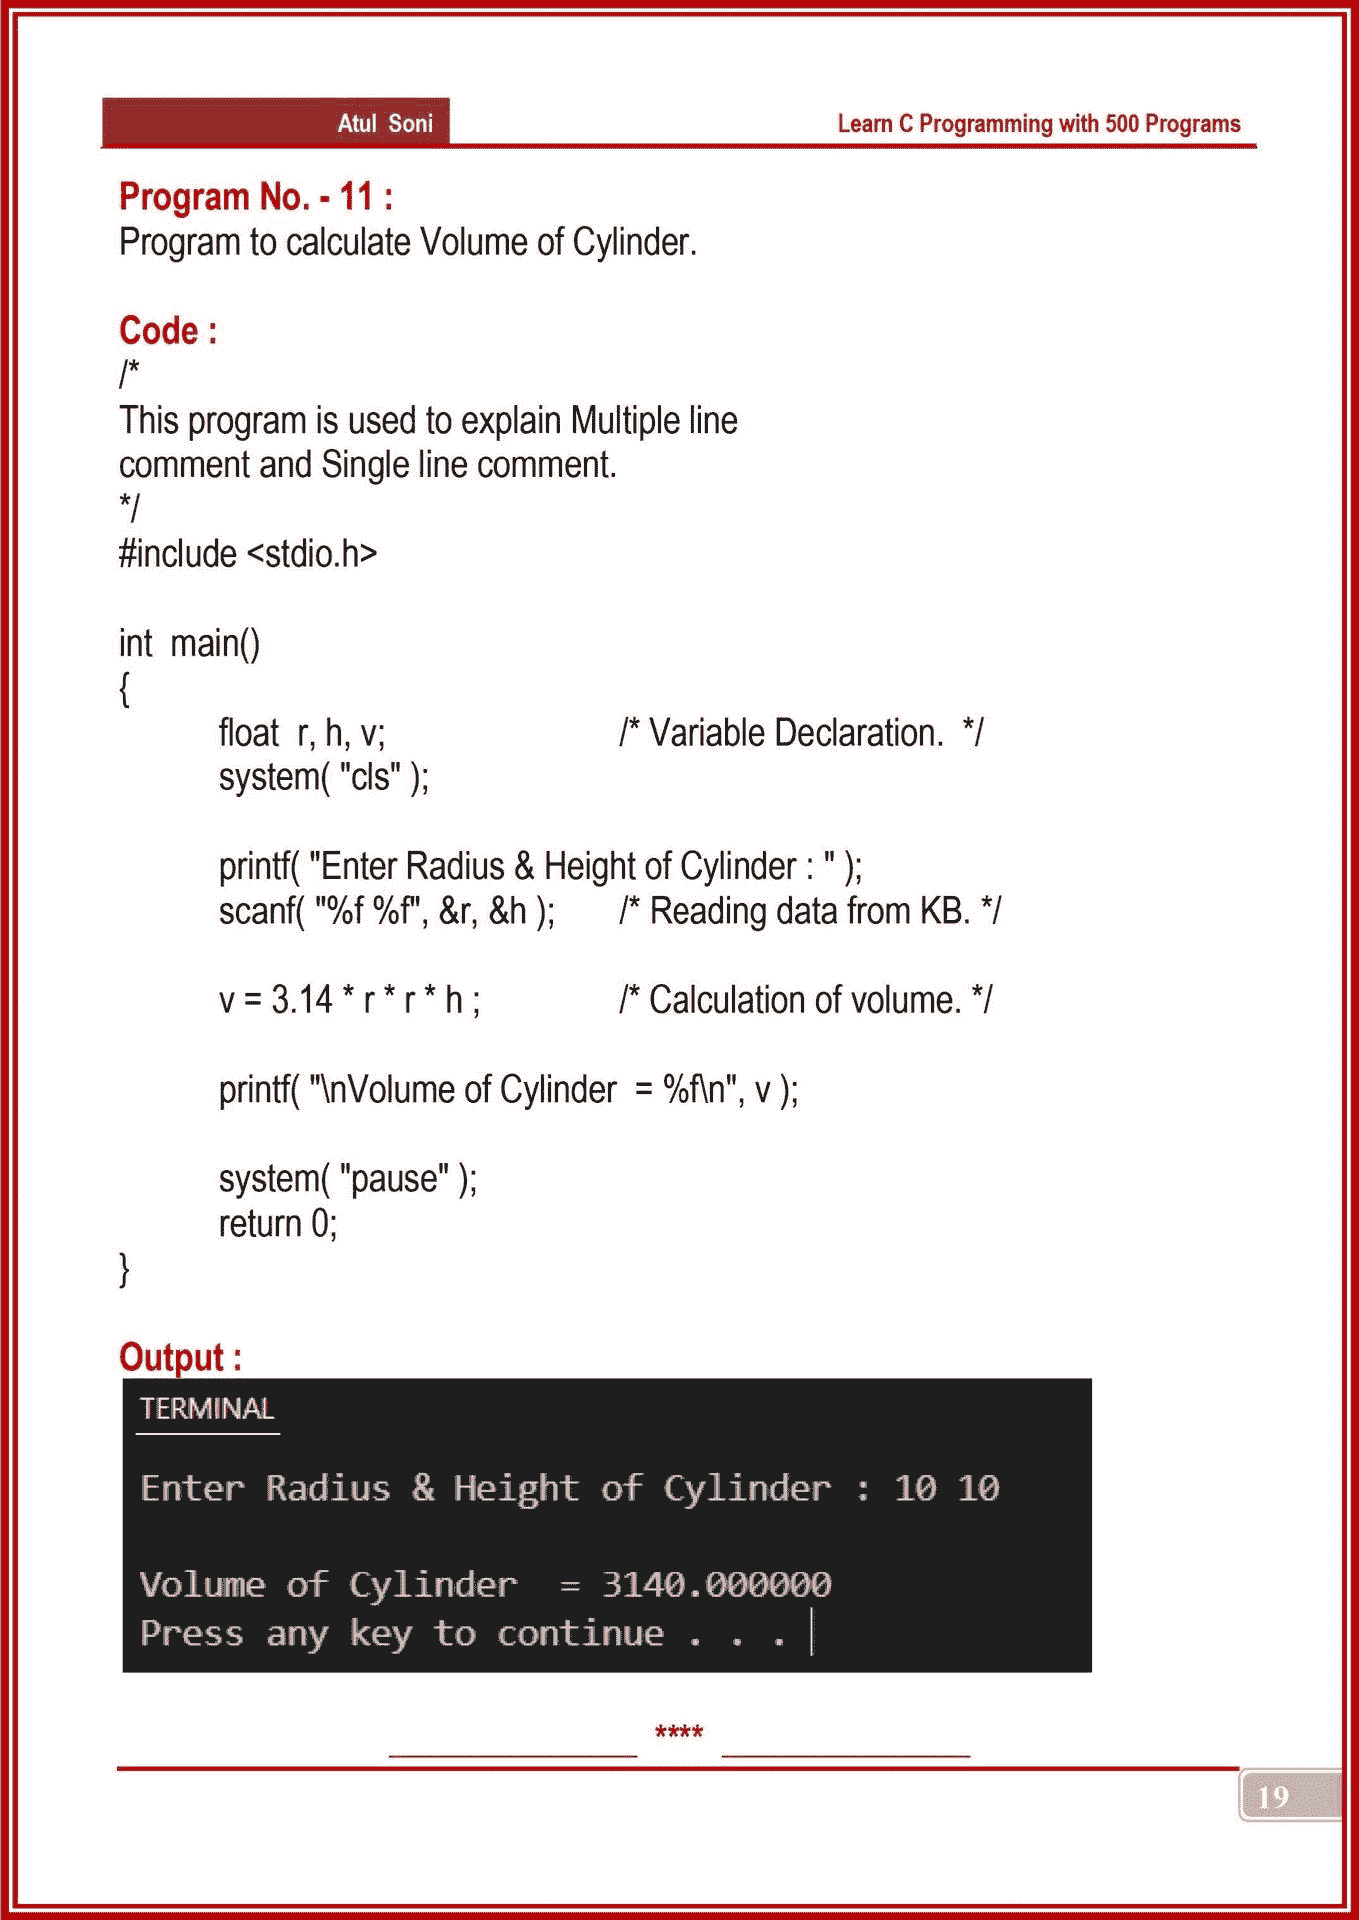 Atul  Soni
Learn C Programming with 500 Programs
Program No. - 11 :
Program to calculate Volume of Cylinder.
Code :
/*
This program is used to explain Multiple line
comment and Single line comment.
*/
#include <stdio.h>
int  main()
{
float  r, h, v;	/* Variable Declaration.  */
system( "cls" );
printf( "Enter Radius & Height of Cylinder : " );
scanf( "%f %f", &r, &h );	/* Reading data from KB. */
v = 3.14 * r * r * h ;	/* Calculation of volume. */
printf( "\nVolume of Cylinder  = %f\n", v );
system( "pause" );
return 0;
}
Output :
TERMINAL
Enter Radius & Height of Cylinder : 10 10
Volume of Cylinder  = 3140.000000
Press any key to continue . . .
****
19